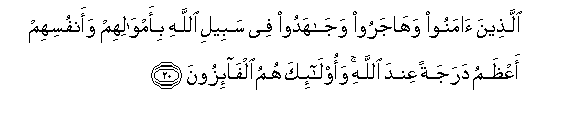 ٱلَّذِينَ ءَامَنُوا۟ وَهَاجَرُوا۟ وَجَـٰهَدُوا۟ فِى سَبِيلِ ٱللَّهِ بِأَمْوَٰلِهِمْ وَأَنفُسِهِمْ
أَعْظَمُ دَرَجَةً عِندَ ٱللَّهِ ۚ وَأُو۟لَـٰٓئِكَ هُمُ ٱلْفَآئِزُونَ ﴿٢٠﴾